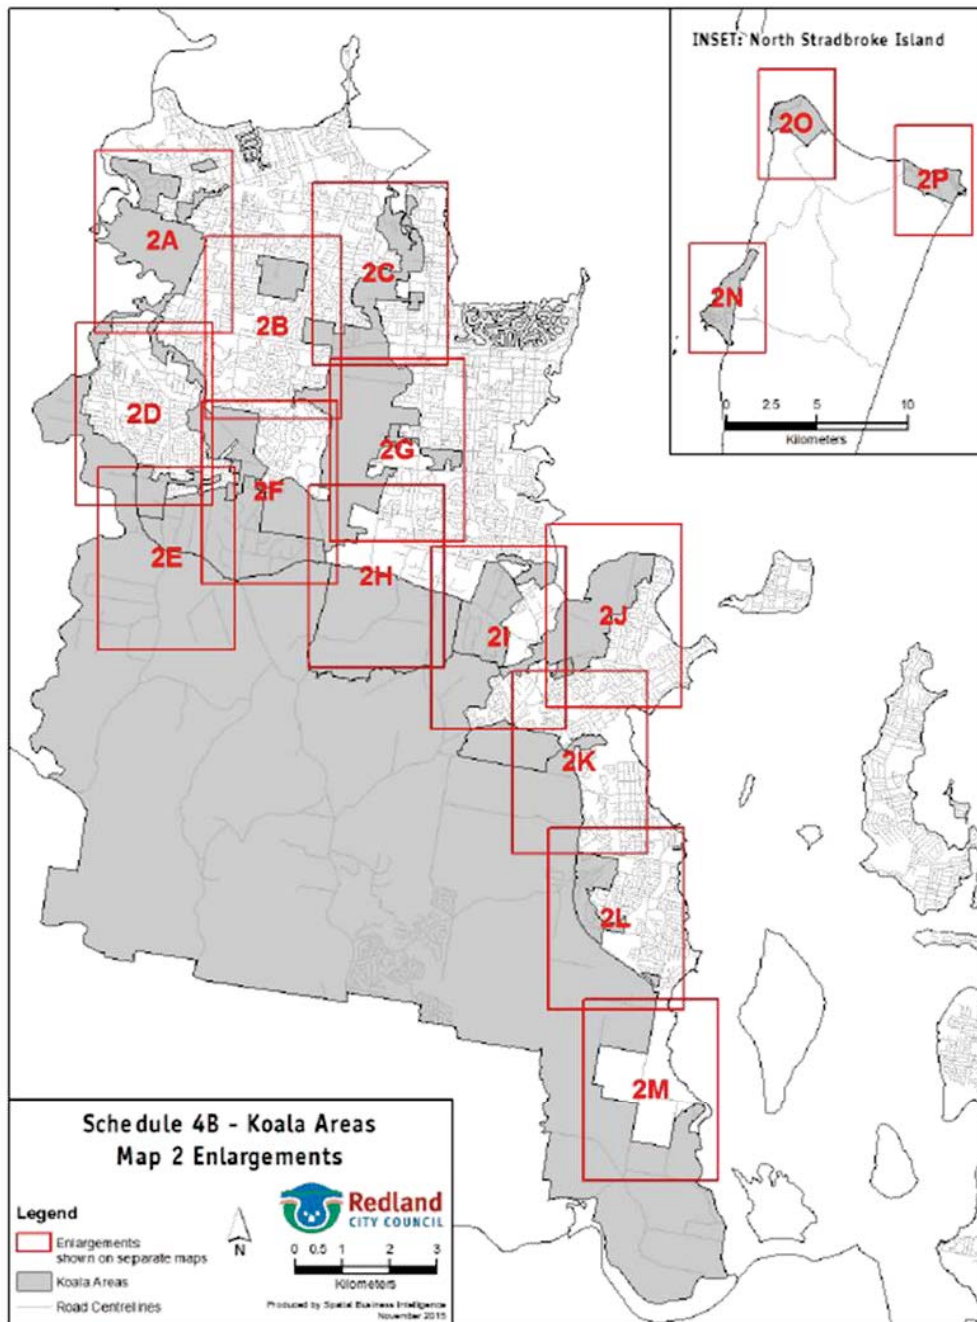 INSET: North Stradbroke Island
2O
2P
2N
0 2.5 5 10
Kilometers
2A
2C
2B
2D
2G
2F
2E
2H
2I
2J
2K
2L
2M
Schedule 4B - Koala Areas
Map 2 Enlargements
Legend
Enlargements
shown on separate maps
Koala Areas
Road Centrelines
N
Redland
CITY COUNCIL
0 0.5 1 2 3
Kilometers
Produced by Spatial Business Intelligence
November 2015